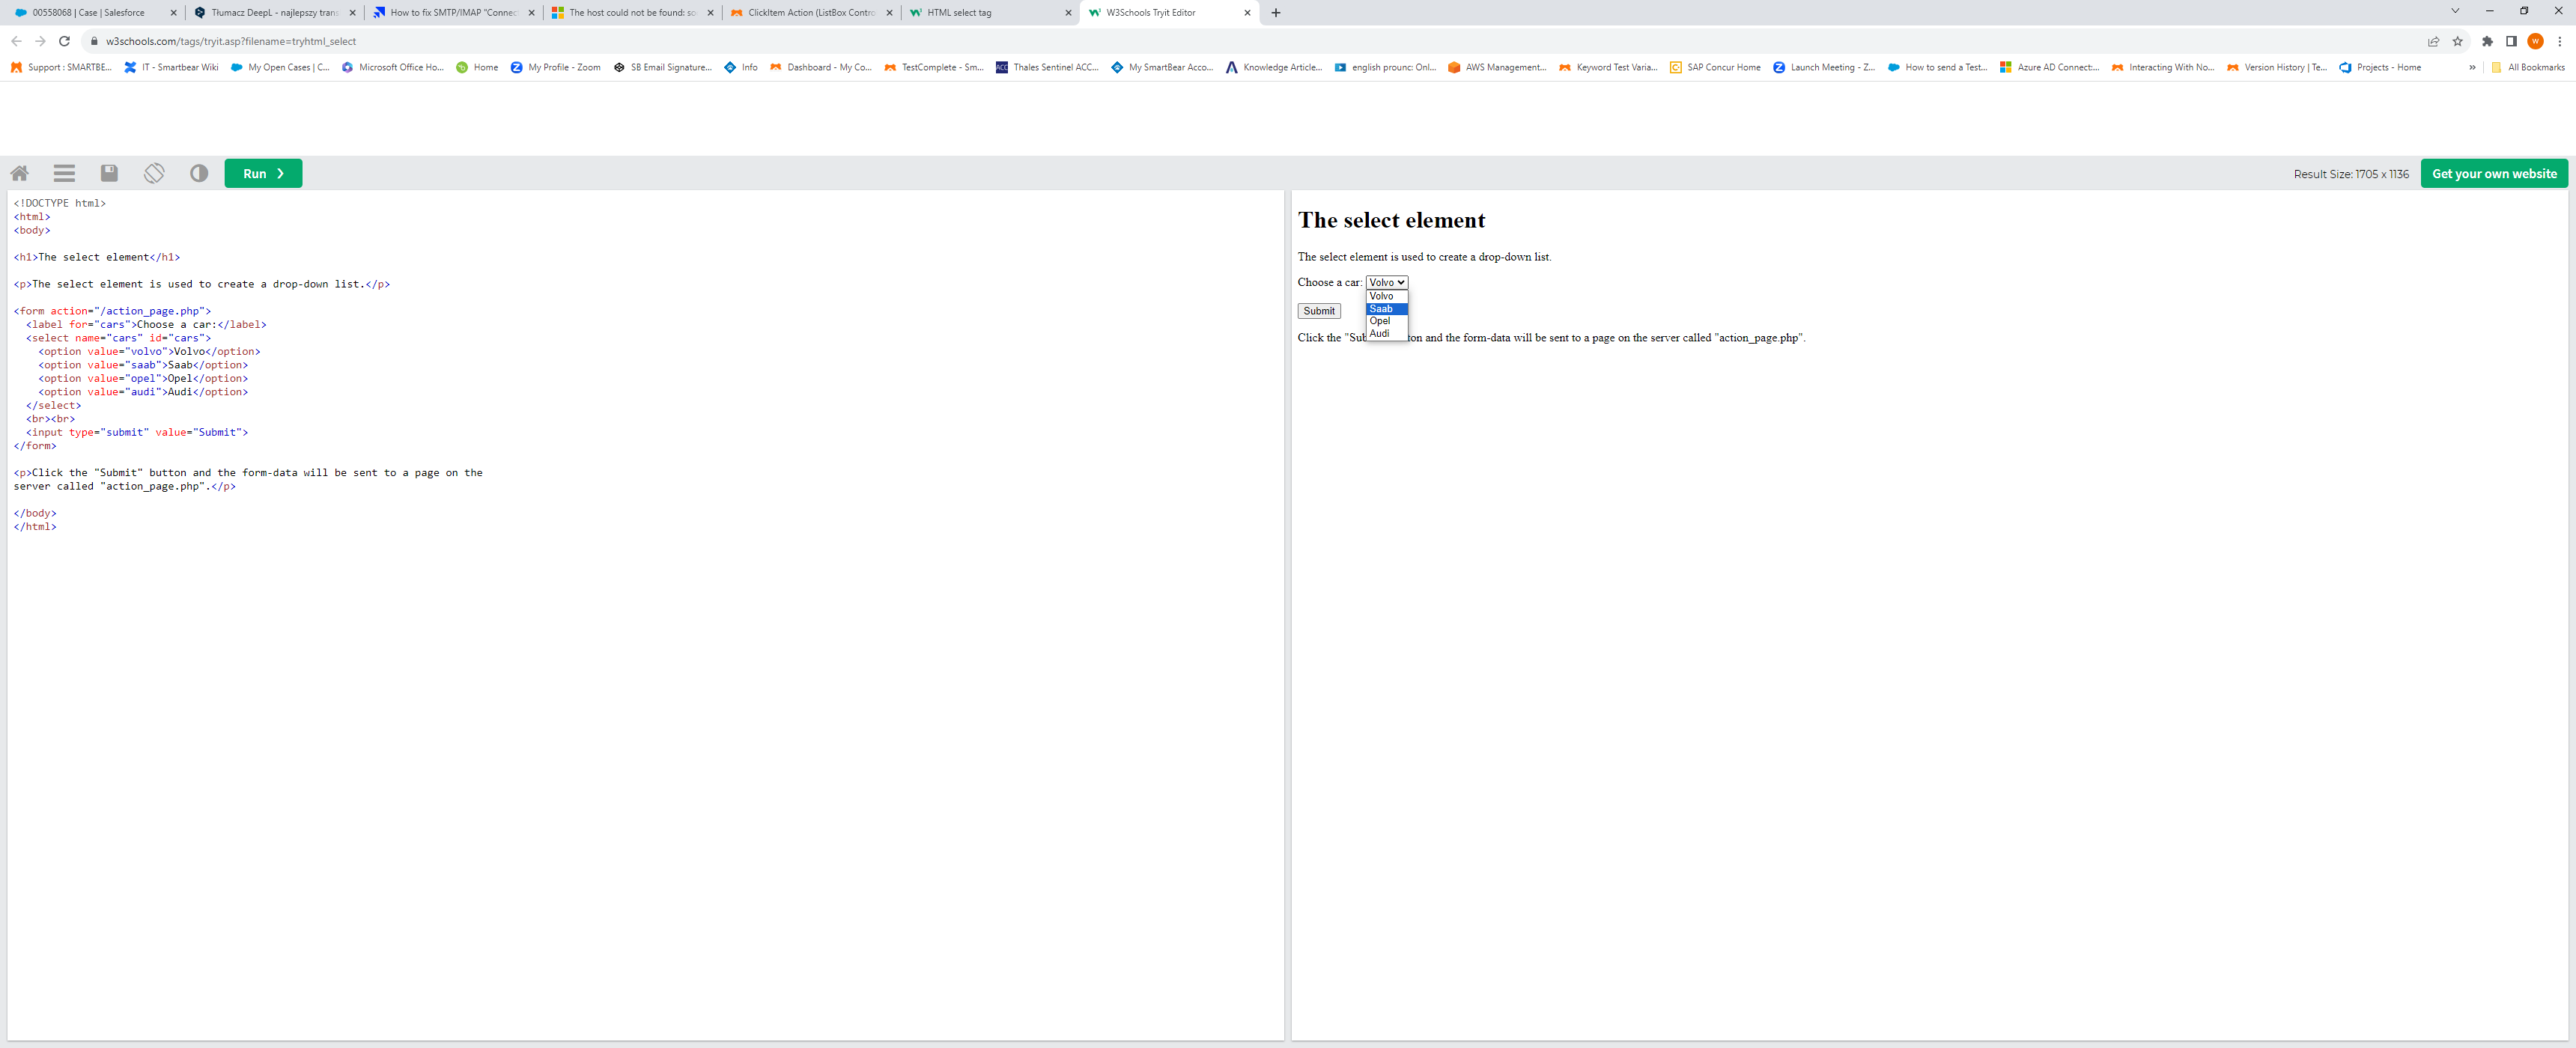 00558068 | Case | Salesforce
Tłumacz DeepL - najlepszy trans
How to fix SMTP/IMAP "Connec
The host could not be found: so
ClickItem Action (ListBox Contro
HTML select tag
W3Schools Tryit Editor
w3schools.com/tags/tryit.asp?filename=tryhtml_select
W
Support : SMARTBE...
IT - Smartbear Wiki
My Open Cases | C...
Microsoft Office Ho...
Home
My Profile - Zoom
SB Email Signature...
Info
Dashboard - My Co...
TestComplete - Sm...
ACC Thales Sentinel ACC...
My SmartBear Acco...
Knowledge Article...
english prounc: Onl...
AWS Management...
Keyword Test Varia...
SAP Concur Home
Launch Meeting - Z...
How to send a Test...
Azure AD Connect:...
Interacting With No...
Version History | Te...
Projects - Home
»
All Bookmarks
Run ❯
Result Size: 1705 x 1136
Get your own website
<!DOCTYPE html>
<html>
<body>
<h1>The select element</h1>
<p>The select element is used to create a drop-down list.</p>
<form action="/action_page.php">
<label for="cars">Choose a car:</label>
<select name="cars" id="cars">
<option value="volvo">Volvo</option>
<option value="saab">Saab</option>
<option value="opel">Opel</option>
<option value="audi">Audi</option>
</select>
<br><br>
<input type="submit" value="Submit">
</form>
<p>Click the "Submit" button and the form-data will be sent to a page on the
server called "action_page.php".</p>
</body>
</html>
The select element
The select element is used to create a drop-down list.
Choose a car: Volvo
Volvo
Saab
Opel
Audi
Submit
Click the "Sub ton and the form-data will be sent to a page on the server called "action_page.php".